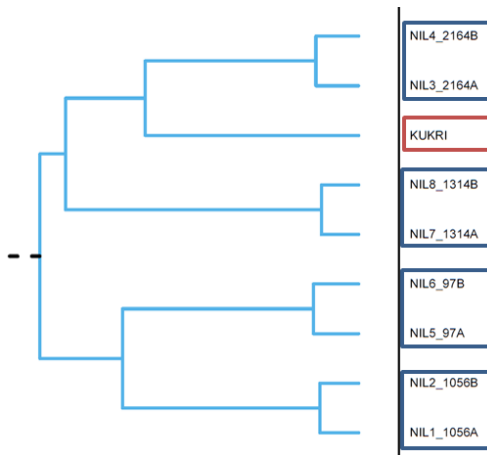 NIL4_2164B
NIL3_2164A
KUKRI
NIL8_1314B
NIL7_1314A
NIL6_97B
NIL5_97A
NIL2_1056B
NIL1_1056A